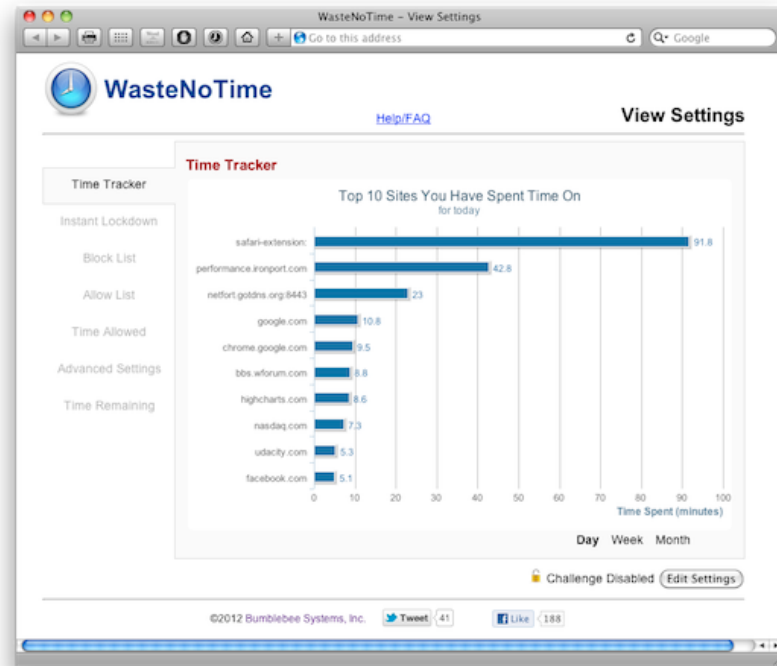 WasteNoTime – View Settings
Go to this address
Google
WasteNoTime
Help/FAQ
View Settings
Time Tracker
Instant Lockdown
Block List
Allow List
Time Allowed
Advanced Settings
Time Remaining
Time Tracker
Top 10 Sites You Have Spent Time On
for today
safari-extension: 91.8
performance.ironport.com 42.8
netfort.gotdns.org:8443 23
google.com 10.8
chrome.google.com 9.5
bbs.wforum.com 8.8
highcharts.com 8.6
nasdaq.com 7.3
udacity.com 5.3
facebook.com 5.1
0 10 20 30 40 50 60 70 80 90 100
Time Spent (minutes)
Day Week Month
Challenge Disabled Edit Settings
©2012 Bumblebee Systems, Inc. Tweet 41 Like 188